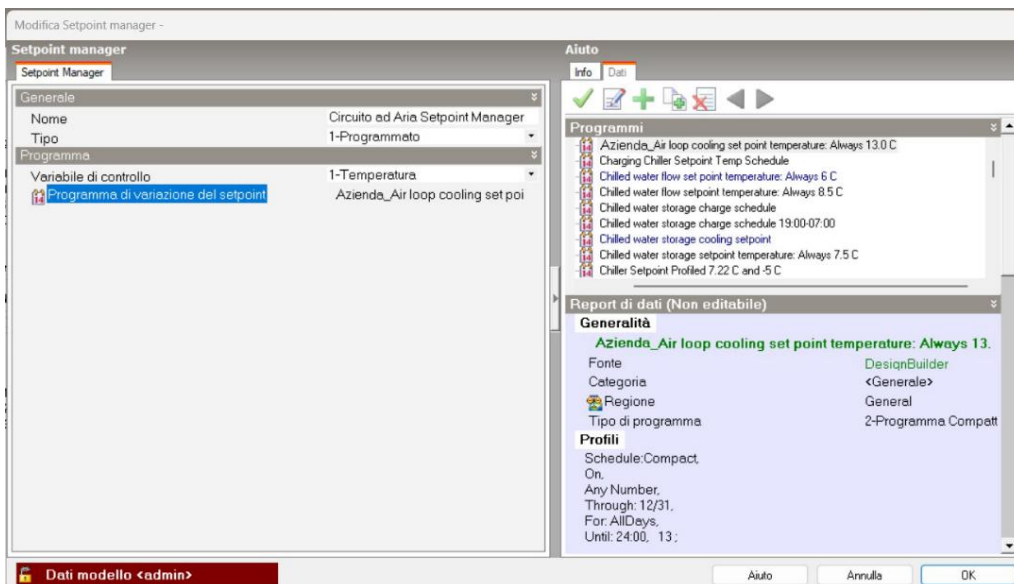 Modifica Setpoint manager -
Setpoint manager
Setpoint Manager
Generale
Nome Circuito ad Aria Setpoint Manager
Tipo 1-Programmato
Programma
Variabile di controllo 1-Temperatura
Programma di variazione del setpoint Azienda_Air loop cooling set poi
Dati modello <admin>
Aiuto
Info Dati
Programmi
Azienda_Air loop cooling set point temperature: Always 13.0 C
Charging Chiller Setpoint Temp Schedule
Chilled water flow set point temperature: Always 6 C
Chilled water flow setpoint temperature: Always 8.5 C
Chilled water storage charge schedule
Chilled water storage charge schedule 19:00-07:00
Chilled water storage cooling setpoint
Chilled water storage setpoint temperature: Always 7.5 C
Chiller Setpoint Profiled 7.22 C and -5 C
Report di dati (Non editabile)
Generalità
Azienda_Air loop cooling set point temperature: Always 13.
Fonte DesignBuilder
Categoria <Generale>
Regione General
Tipo di programma 2-Programma Compatt
Profili
Schedule:Compact,
On,
Any Number,
Through: 12/31,
For: AllDays,
Until: 24:00, 13 ;
Aiuto Annulla OK